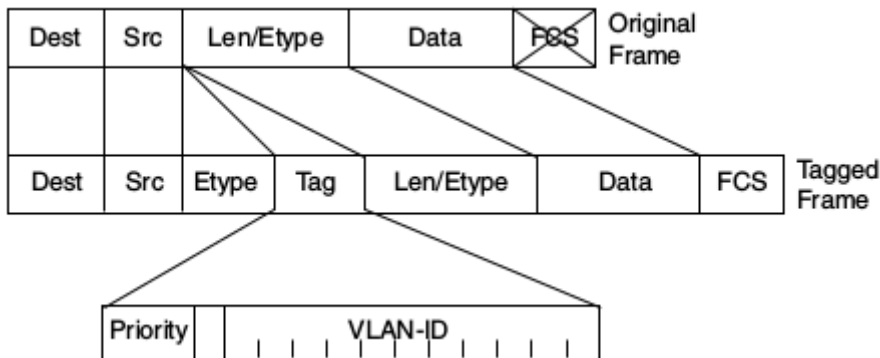 Dest Src Len/Etype Data FCS Original
Frame
Dest Src Etype Tag Len/Etype Data FCS Tagged
Frame
Priority VLAN-ID